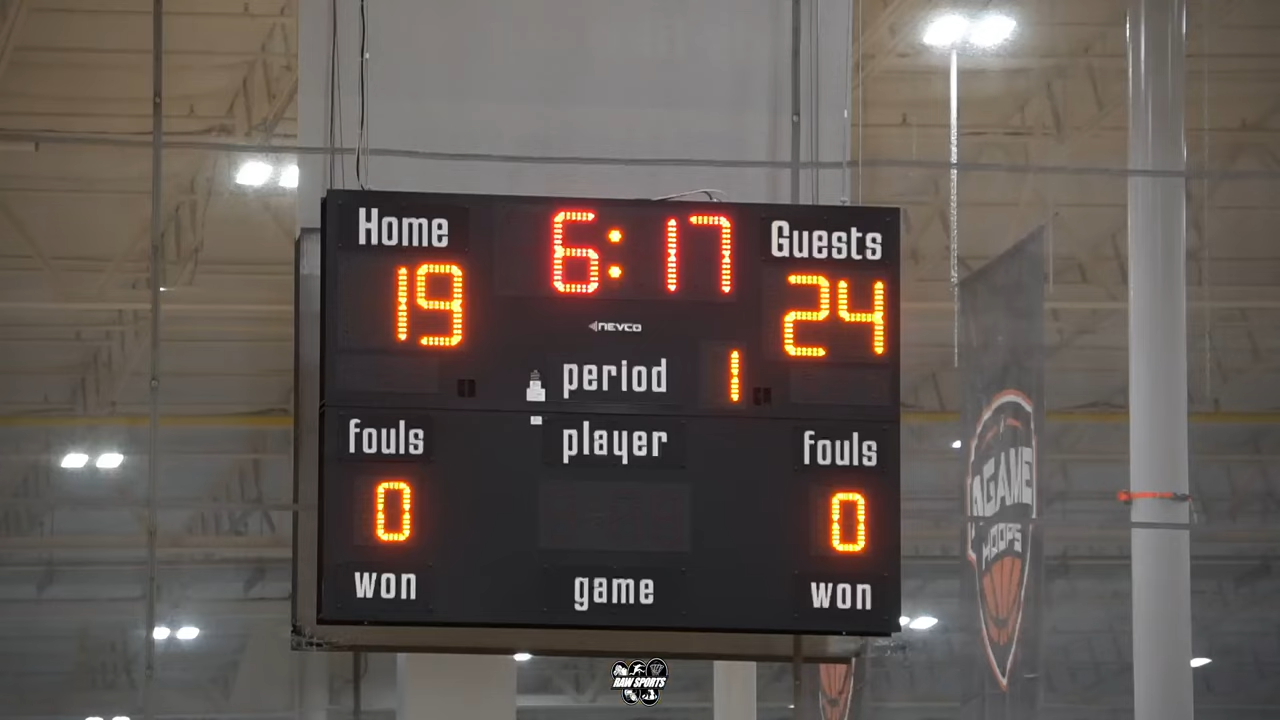 Home 6:17 Guests
19 24
NEVCO
period 1
fouls player fouls
0 0
won game won
AGAME
HOOPS
RAW SPORTS